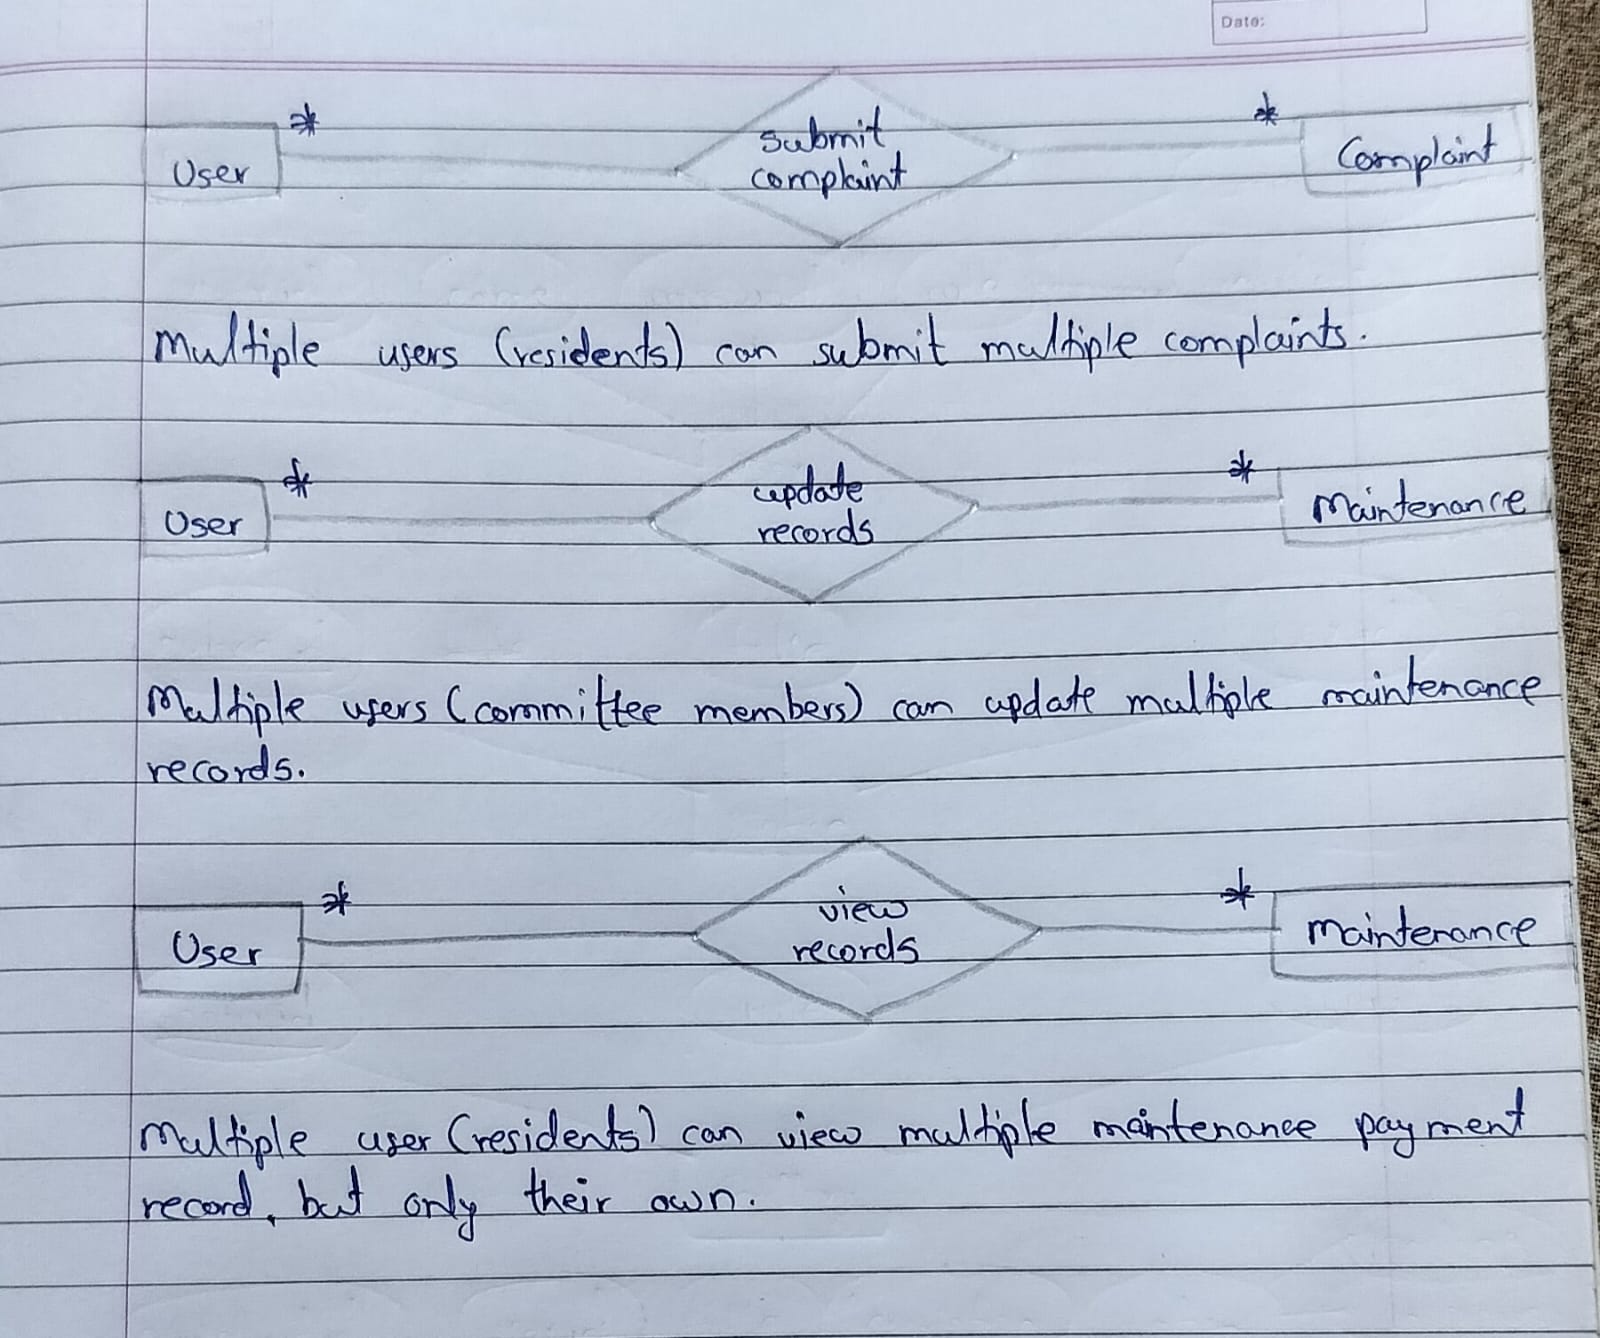 Date:
* *
User submit complaint Complaint
Multiple users (residents) can submit multiple complaints.
* *
User update records Maintenance
Multiple users (committee members) can update multiple maintenance
records.
* *
User view records Maintenance
Multiple user (residents) can view multiple maintenance payment
record, but only their own.